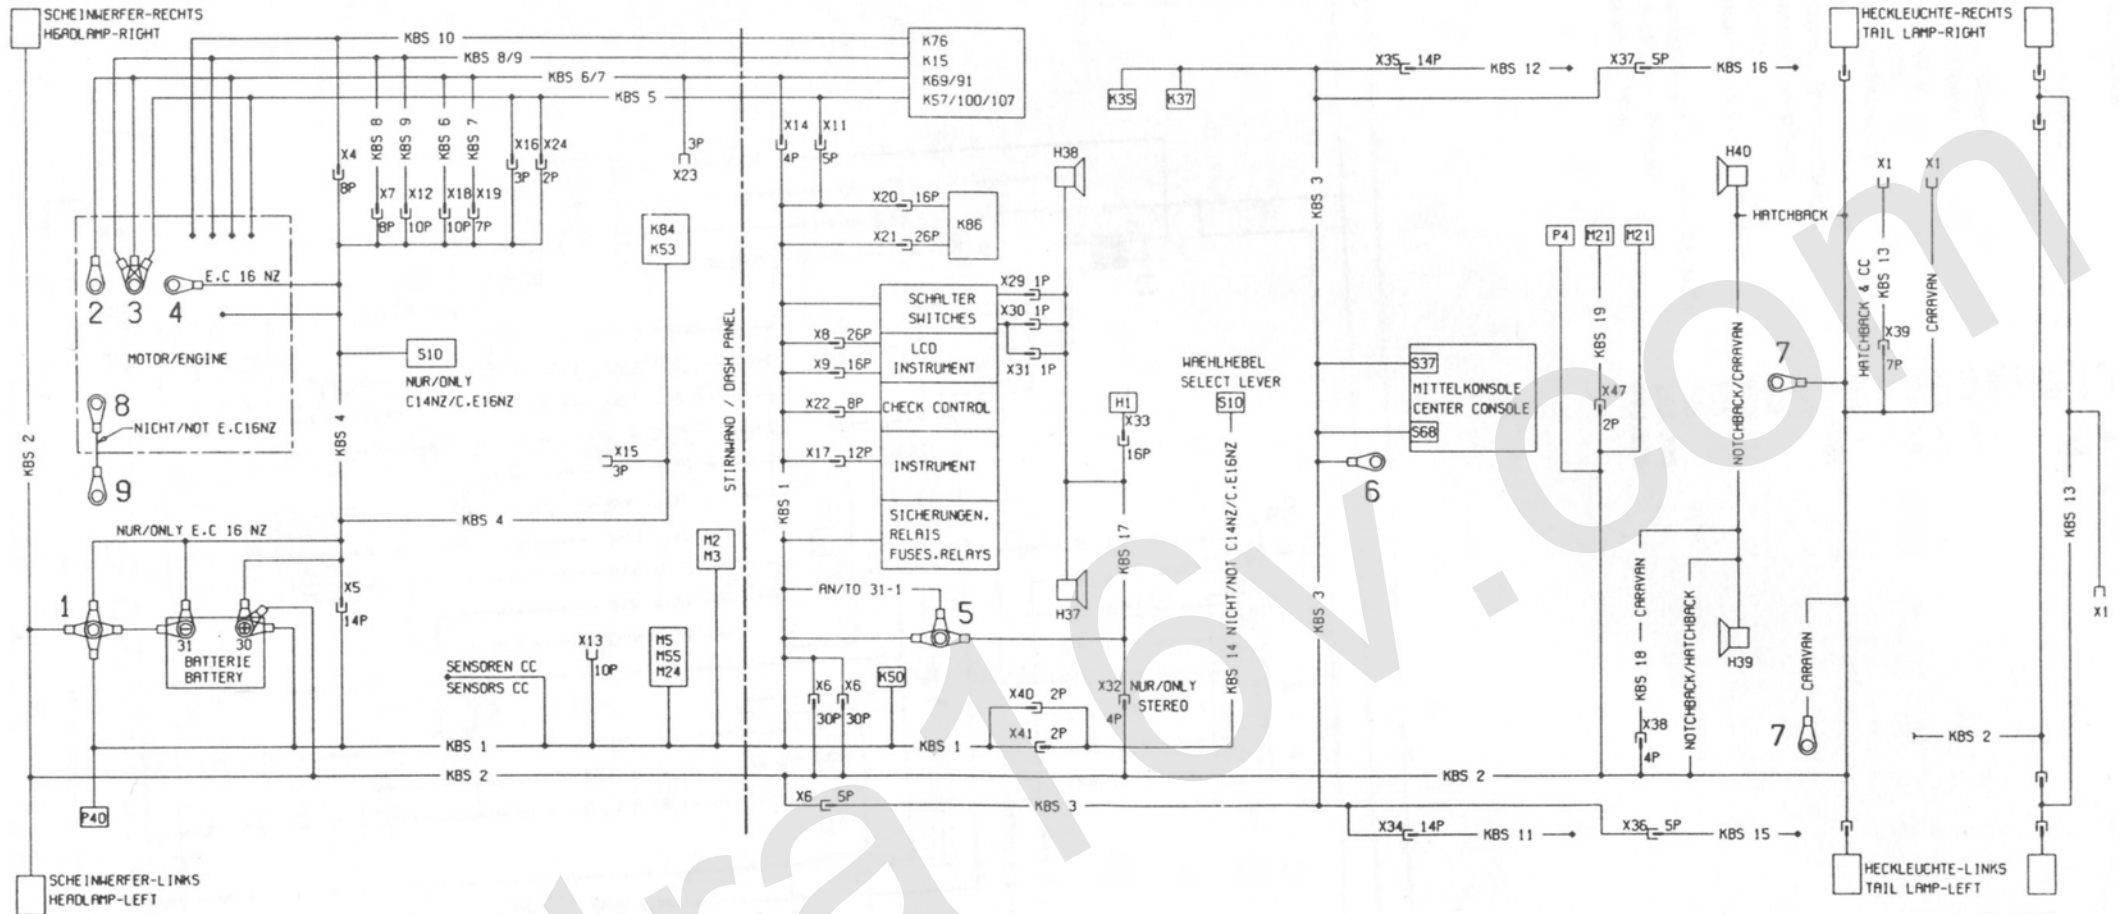 SCHEINWERFER-RECHTS
HEADLAMP-RIGHT
KBS 10
KBS 8/9
KBS 6/7
KBS 5
K76
K15
K69/91
K57/100/107
X4
8P
KBS 8
KBS 9
KBS 6
KBS 7
X7
8P
X12
10P
X18
10P
X19
7P
X16
3P
X24
2P
3P
X23
X14
4P
X11
5P
K84
K53
X20 16P
X21 26P
K86
H38
K35
K37
X35 14P
KBS 12
X37 5P
KBS 16
HECKLEUCHTE-RECHTS
TAIL LAMP-RIGHT
KBS 3
H40
HATCHBACK
X1
X1
KBS 13
HATCHBACK & CC
CARAVAN
X39
7P
E.C 16 NZ
2
3
4
MOTOR/ENGINE
8
NICHT/NOT E.C16NZ
9
S10
NUR/ONLY
C14NZ/C.E16NZ
KBS 2
KBS 4
X15
3P
KBS 4
STIRNWAND / DASH PANEL
SCHALTER
SWITCHES
X29 1P
X30 1P
X31 1P
X8 26P
X9 16P
LCD
INSTRUMENT
X22 8P
CHECK CONTROL
X17 12P
INSTRUMENT
SICHERUNGEN.
RELAIS
FUSES.RELAYS
KBS 1
H1
X33
16P
KBS 17
WAEHLHEBEL
SELECT LEVER
S10
KBS 14 NICHT/NOT C14NZ/C.E16NZ
S37
MITTELKONSOLE
CENTER CONSOLE
S68
6
P4
M21
M21
KBS 19
X47
2P
NOTCHBACK/CARAVAN
7
KBS 13
X1
NUR/ONLY E.C 16 NZ
1
31
30
BATTERIE
BATTERY
X5
14P
SENSOREN CC
SENSORS CC
X13
10P
M5
M55
M24
M2
M3
AN/TO 31-1
5
H37
X6
30P
X6
30P
K50
X40 2P
X41 2P
X32 NUR/ONLY
STEREO
4P
KBS 3
KBS 18
CARAVAN
X38
4P
NOTCHBACK/HATCHBACK
H39
CARAVAN
7
KBS 2
KBS 1
KBS 1
KBS 2
KBS 2
P40
X6 5P
KBS 3
X34 14P
KBS 11
X36 5P
KBS 15
SCHEINWERFER-LINKS
HEADLAMP-LEFT
HECKLEUCHTE-LINKS
TAIL LAMP-LEFT
ra16v.com